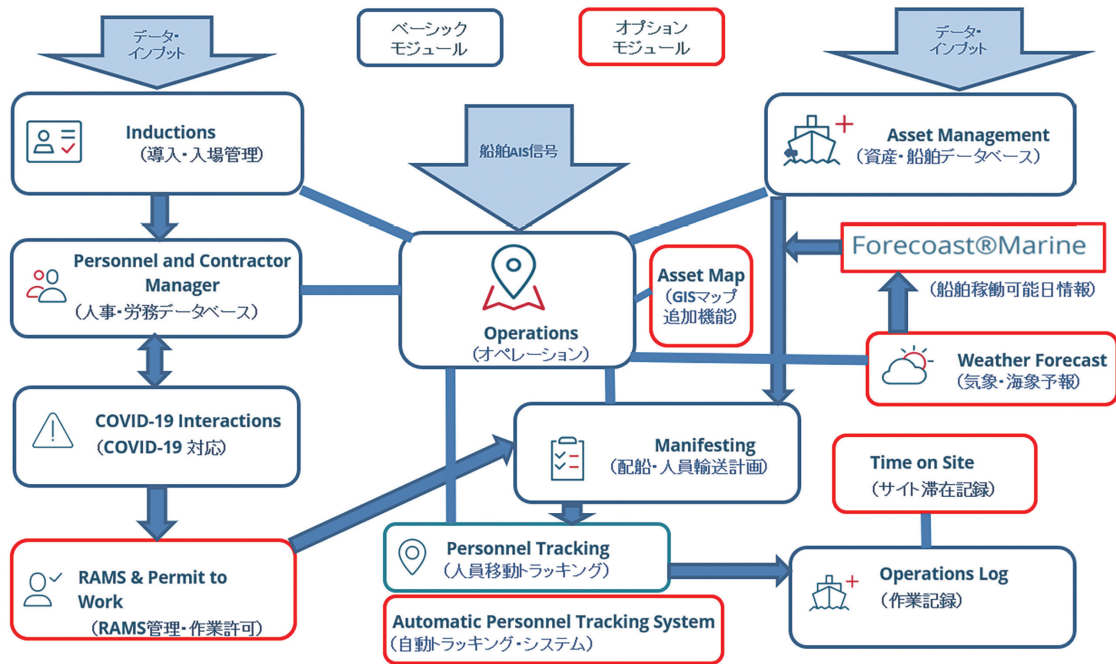 データ・
インプット
ベーシック
モジュール
オプション
モジュール
データ・
インプット
Inductions
(導入・入場管理)
船舶AIS信号
Asset Management
(資産・船舶データベース)
Personnel and Contractor
Manager
(人事・労務データベース)
Operations
(オペレーション)
Asset Map
(GISマップ
追加機能)
Forecoast®Marine
(船舶稼働可能日情報)
Weather Forecast
(気象・海象予報)
COVID-19 Interactions
(COVID-19 対応)
Manifesting
(配船・人員輸送計画)
Time on Site
(サイト滞在記録)
RAMS & Permit to
Work
(RAMS管理・作業許可)
Personnel Tracking
(人員移動トラッキング)
Automatic Personnel Tracking System
(自動トラッキング・システム)
Operations Log
(作業記録)